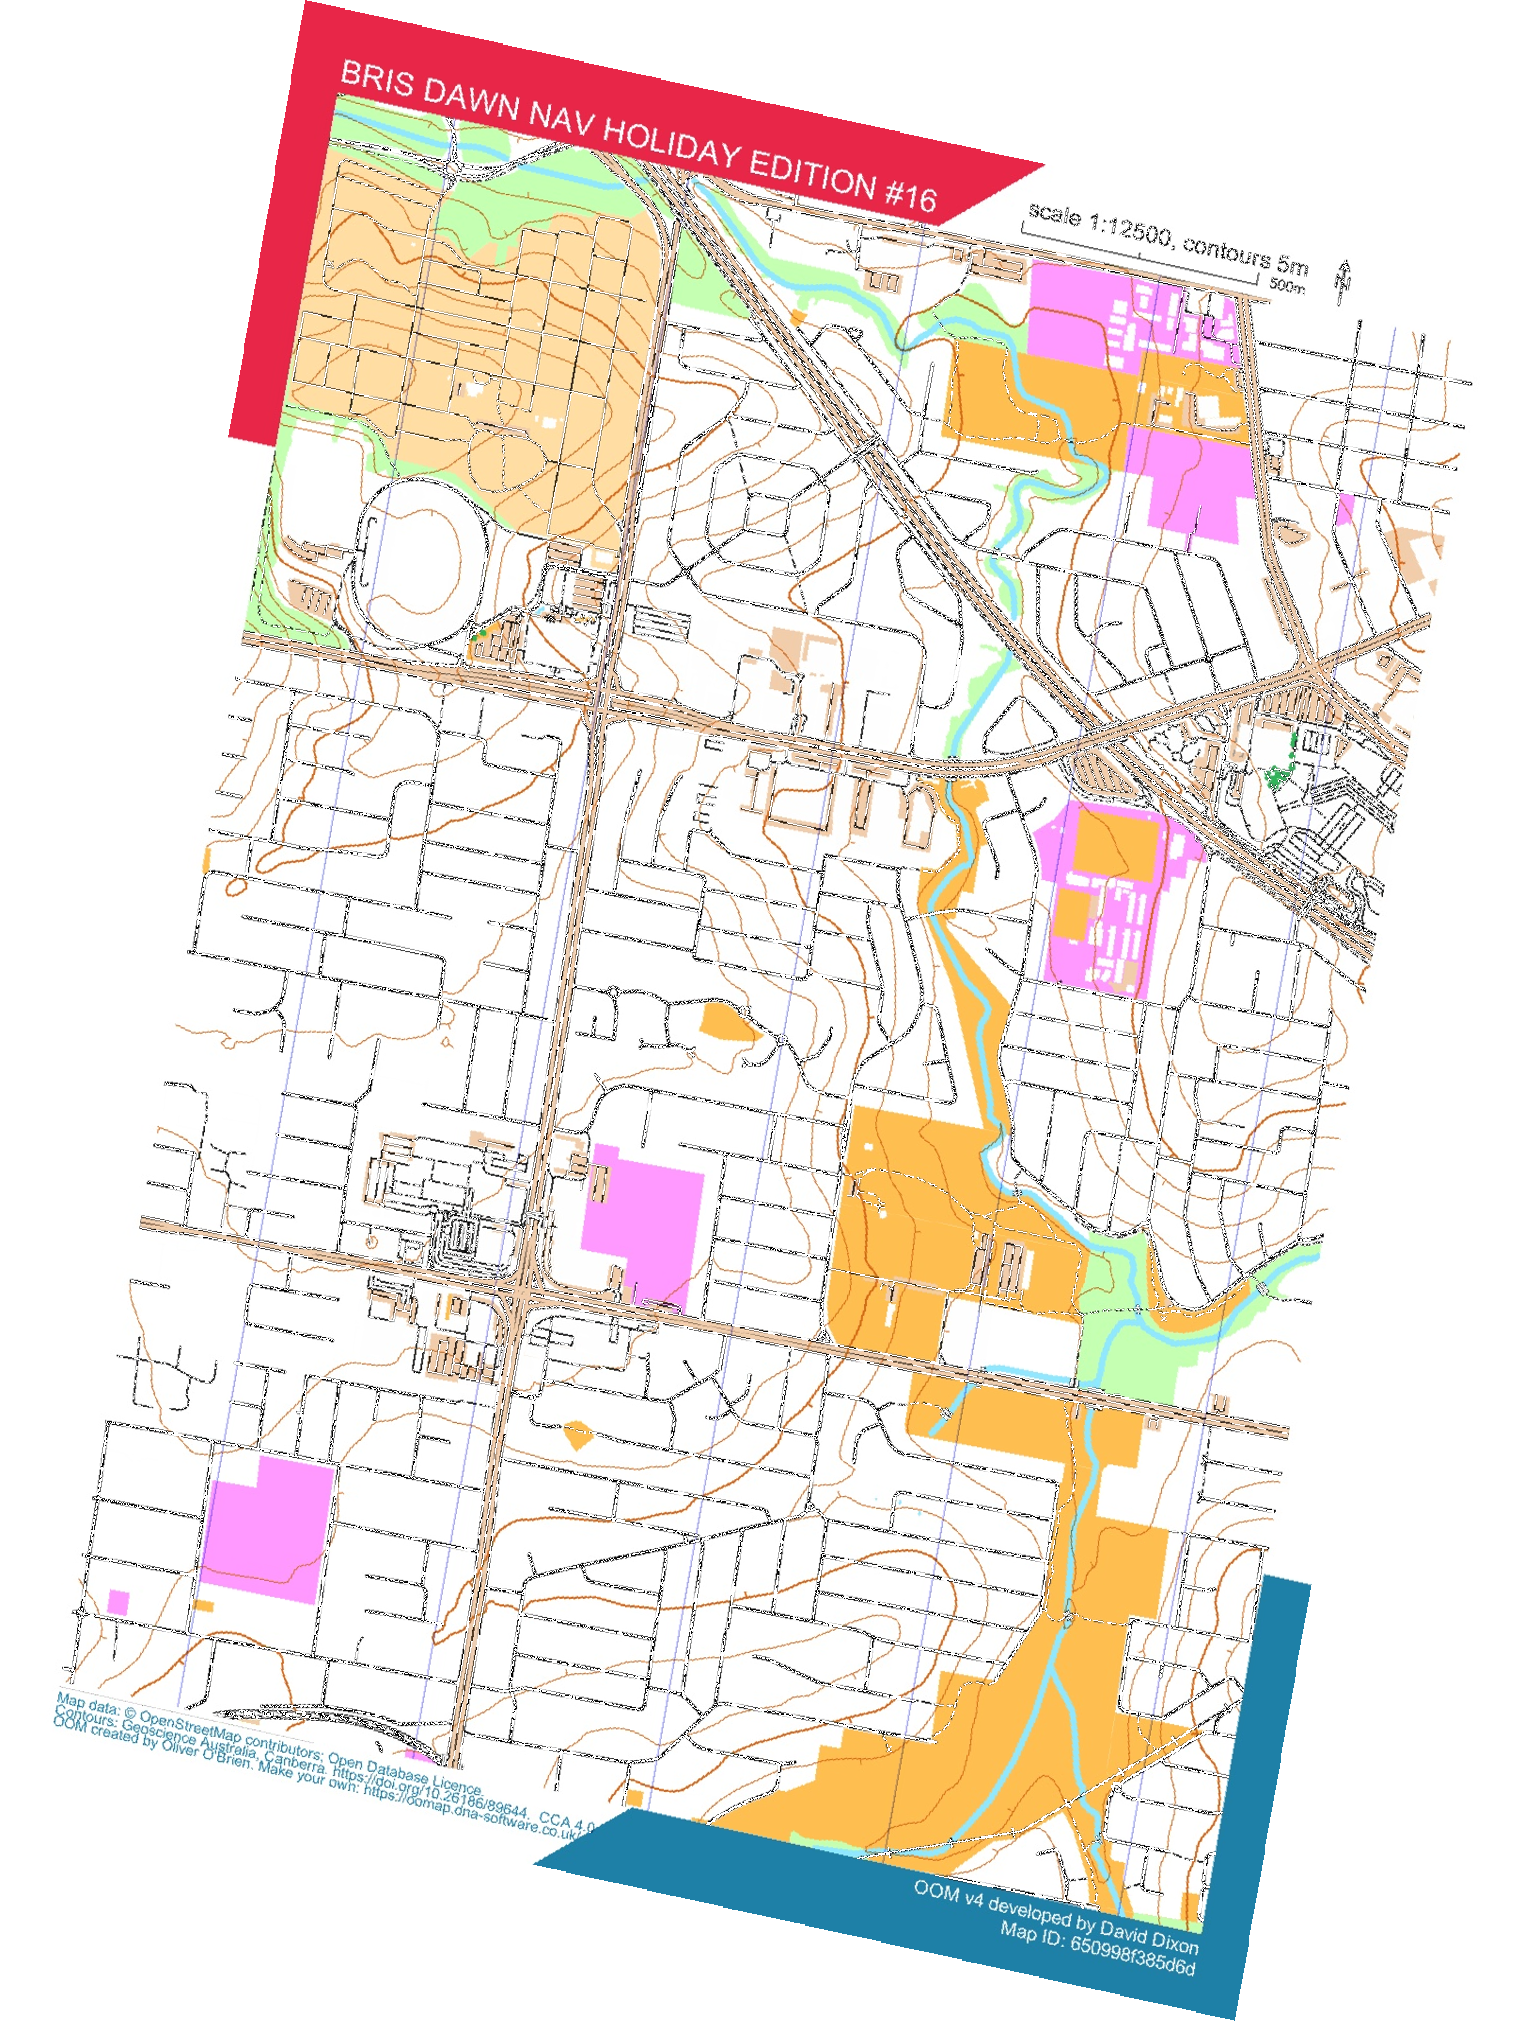 BRIS DAWN NAV HOLIDAY EDITION #16
scale 1:12500, contours 5m
500m
Map data: © OpenStreetMap contributors; Open Database Licence.
Contours: Geoscience Australia, Canberra. https://doi.org/10.26186/89644. CCA 4.0
OOM created by Oliver O'Brien. Make your own: https://oomap.dna-software.co.uk/
OOM v4 developed by David Dixon
Map ID: 650998f385d6d